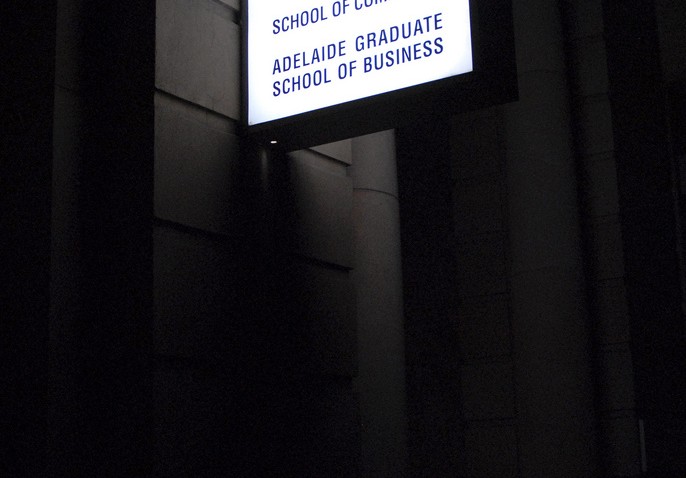 SCHOOL OF
ADELAIDE GRADUATE
SCHOOL OF BUSINESS